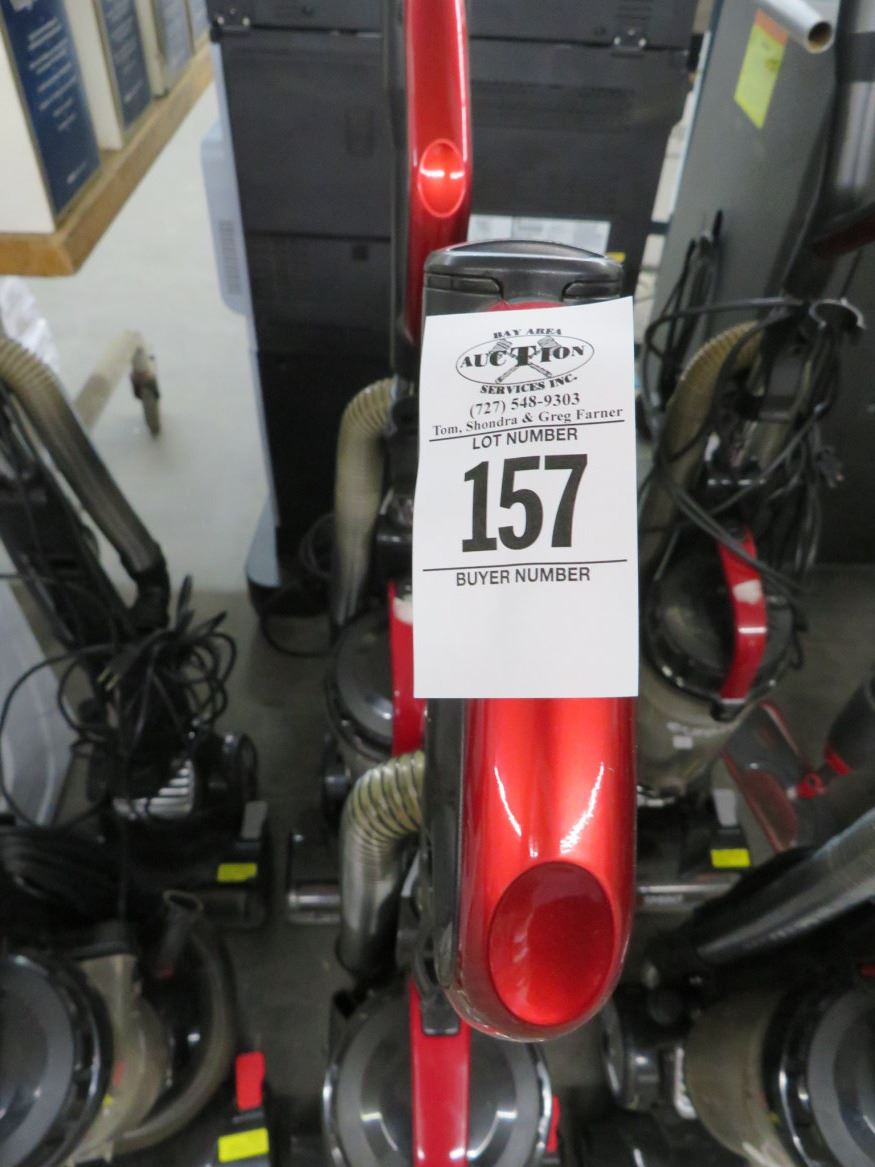 BAY AREA
AUCTION
SERVICES INC.
(727) 548-9303
Tom, Shondra & Greg Farner
LOT NUMBER
157
BUYER NUMBER